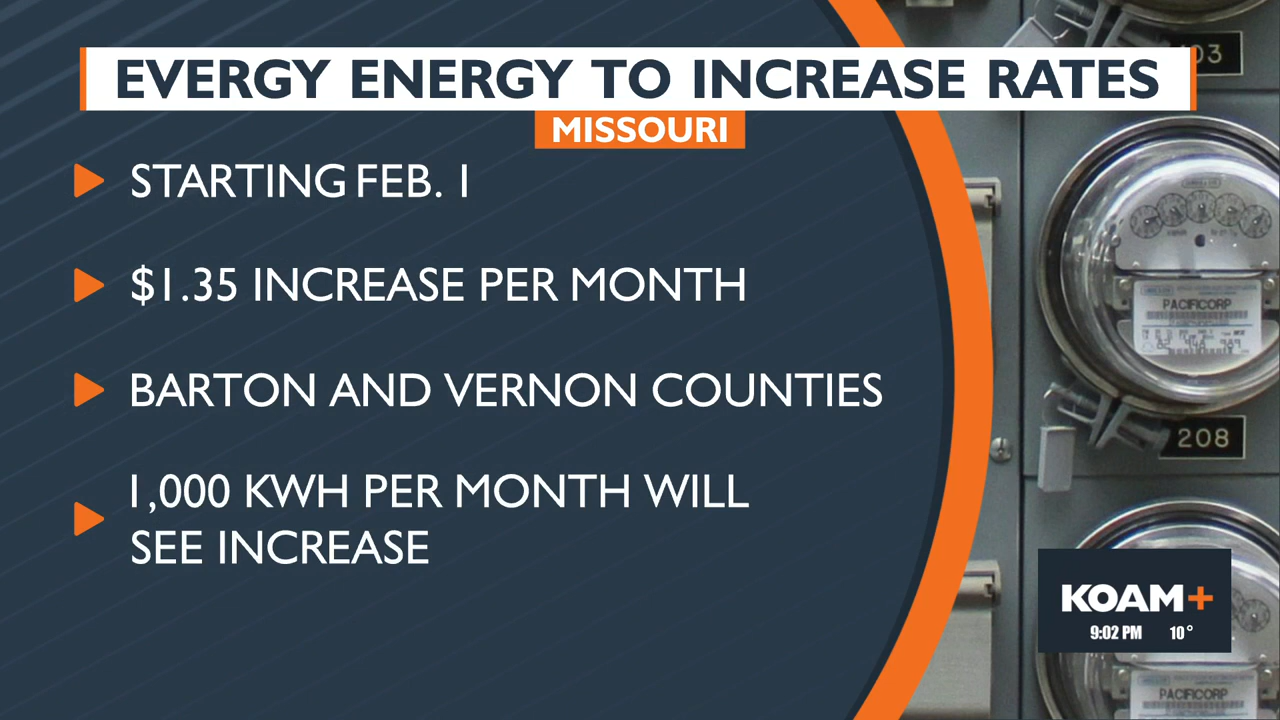 EVERGY ENERGY TO INCREASE RATES
MISSOURI
STARTING FEB. 1
$1.35 INCREASE PER MONTH
BARTON AND VERNON COUNTIES
1,000 KWH PER MONTH WILL
SEE INCREASE
PACIFICORP
208
KOAM+
9:02 PM 10°
PACIFICORP